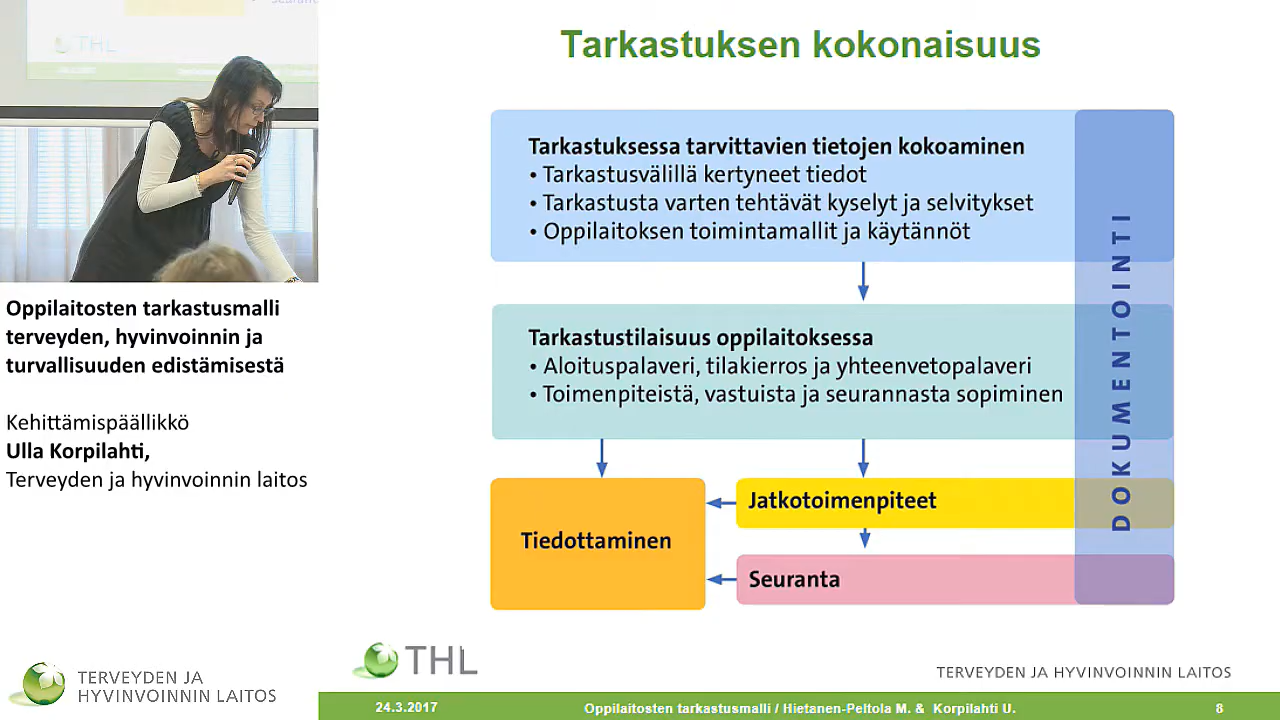 THL
Tarkastuksen kokonaisuus
Tarkastuksessa tarvittavien tietojen kokoaminen
• Tarkastusvälillä kertyneet tiedot
• Tarkastusta varten tehtävät kyselyt ja selvitykset
• Oppilaitoksen toimintamallit ja käytännöt
Tarkastustilaisuus oppilaitoksessa
• Aloituspalaveri, tilakierros ja yhteenvetopalaveri
• Toimenpiteistä, vastuista ja seurannasta sopiminen
DOKUMENTOINTI
Tiedottaminen
Jatkotoimenpiteet
Seuranta
Oppilaitosten tarkastusmalli
terveyden, hyvinvoinnin ja
turvallisuuden edistämisestä
Kehittämispäällikkö
Ulla Korpilahti,
Terveyden ja hyvinvoinnin laitos
TERVEYDEN JA
HYVINVOINNIN LAITOS
THL
TERVEYDEN JA HYVINVOINNIN LAITOS
24.3.2017
Oppilaitosten tarkastusmalli / Hietanen-Peltola M. & Korpilahti U.
8